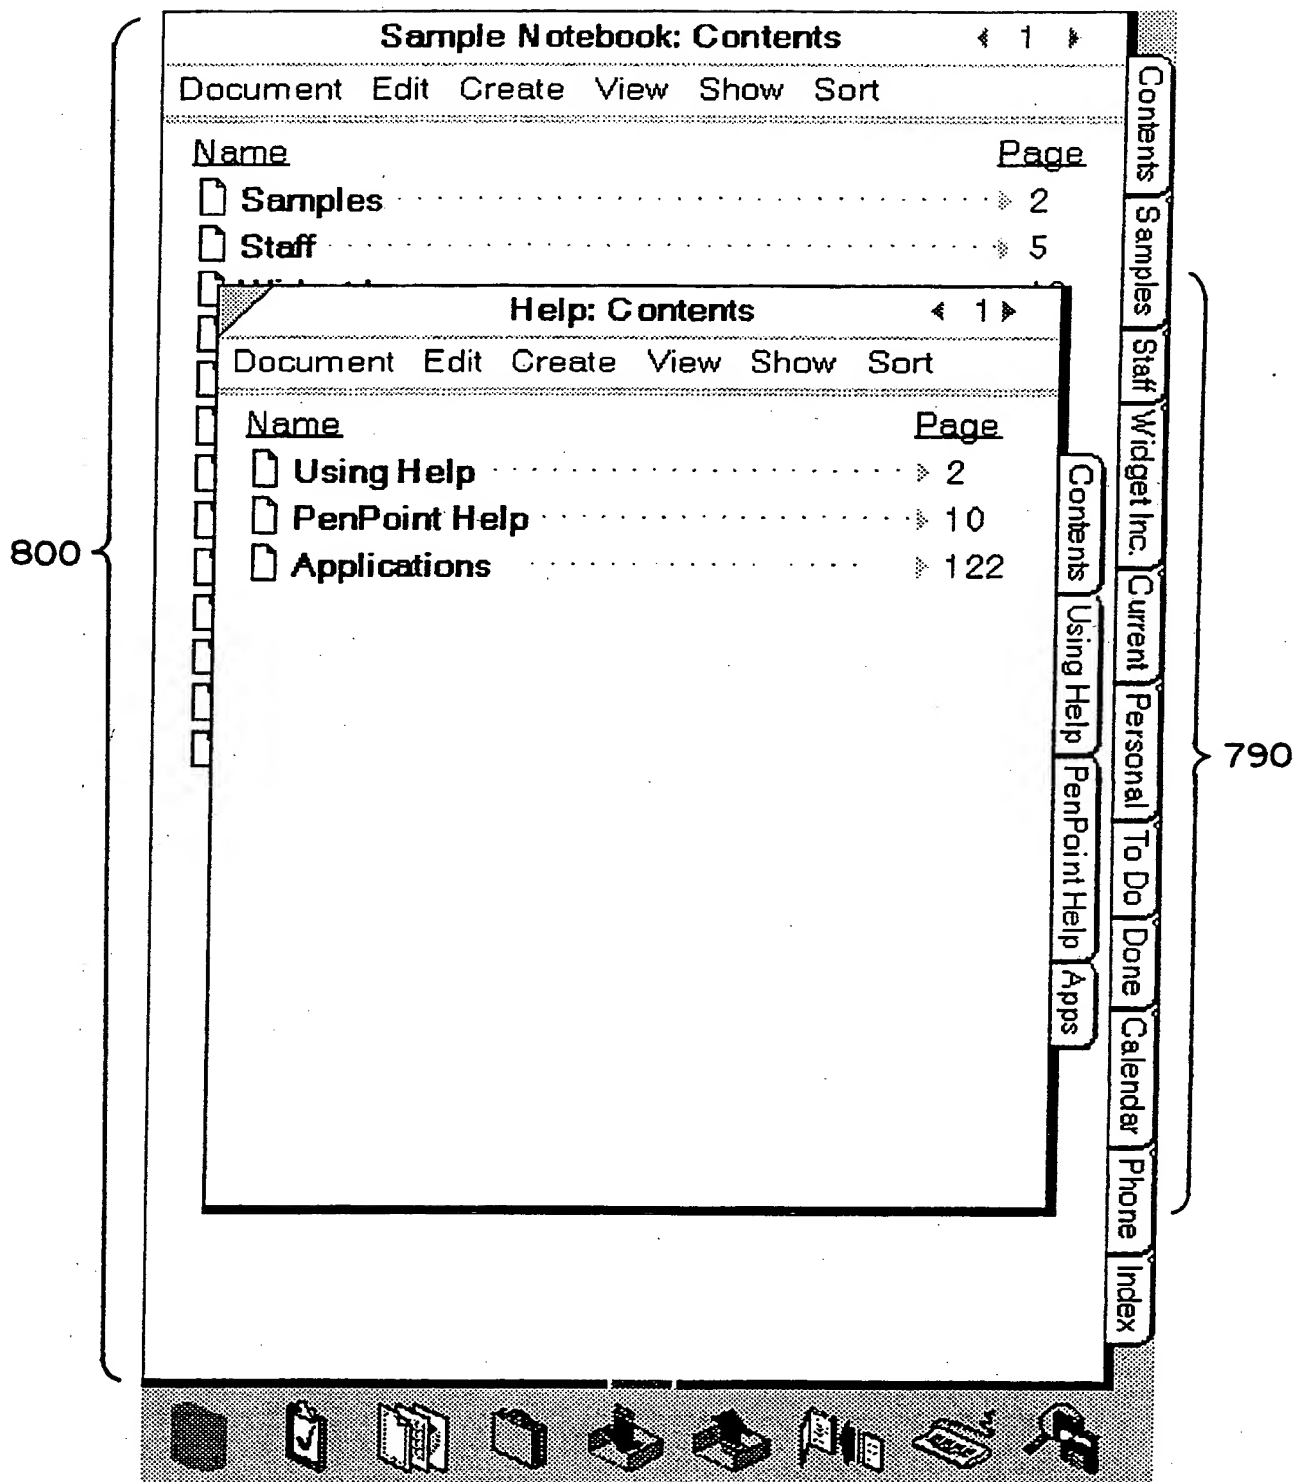 Sample Notebook: Contents 1
Document Edit Create View Show Sort
Name Page
Samples 2
Staff 5
Help: Contents 1
Document Edit Create View Show Sort
Name Page
Using Help 2
PenPoint Help 10
Applications 122
Contents
Using Help
PenPoint Help
Apps
Contents
Samples
Staff
Widget Inc.
Current
Personal
To Do
Done
Calendar
Phone
Index
800
790